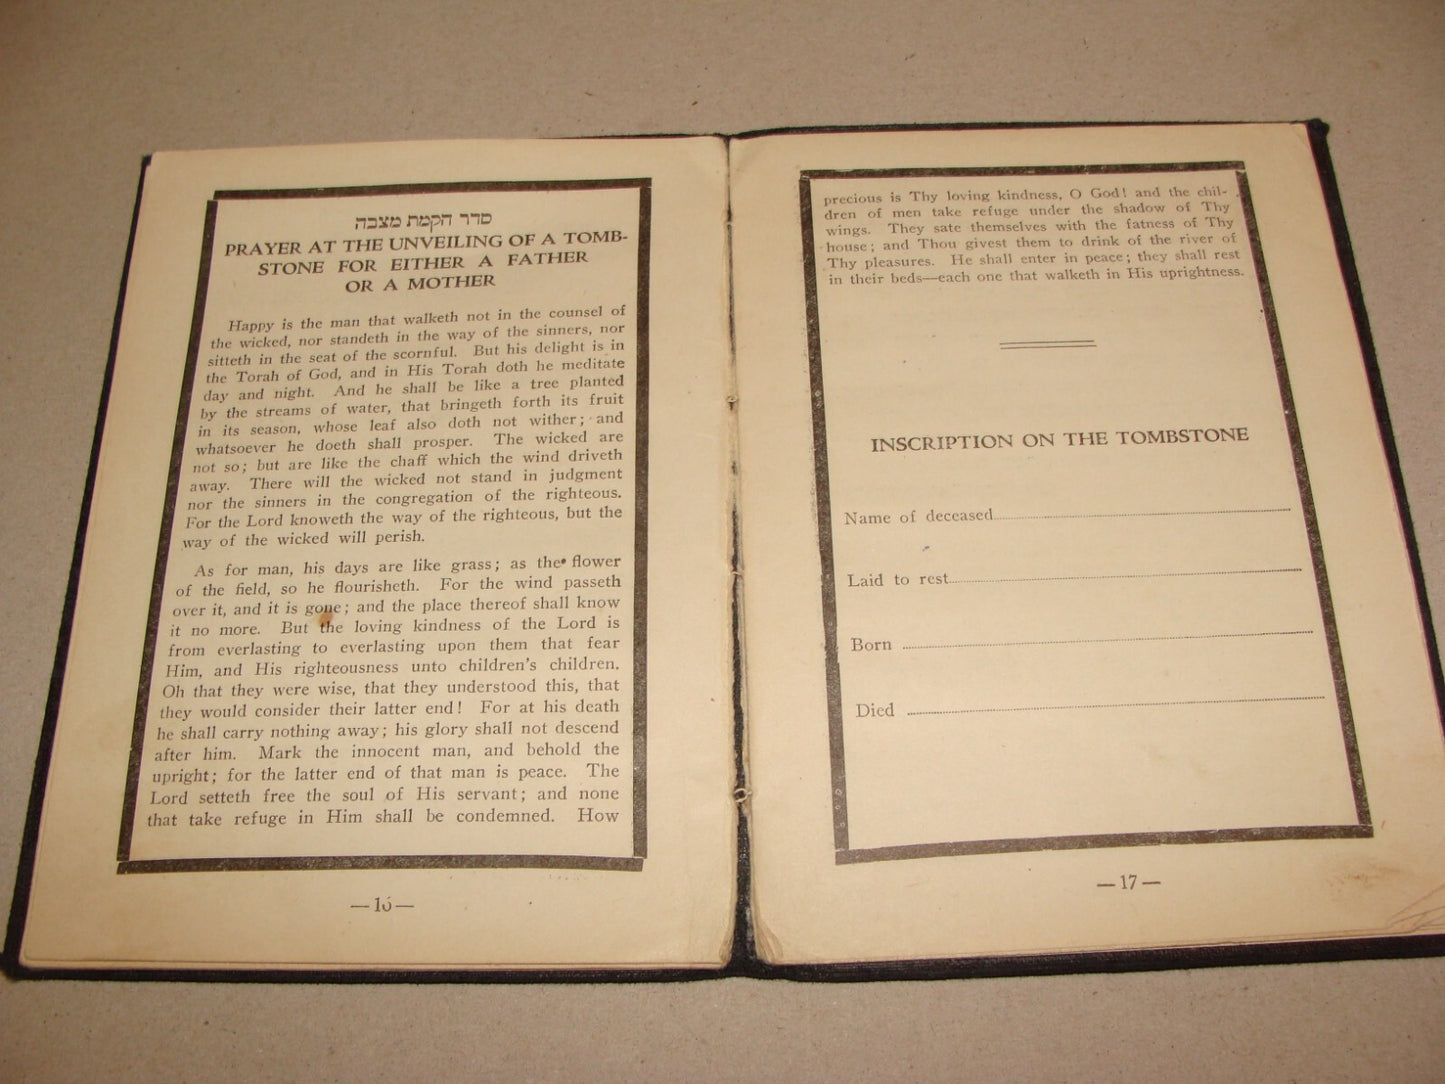 סדר הקמת מצבה
PRAYER AT THE UNVEILING OF A TOMB-
STONE FOR EITHER A FATHER
OR A MOTHER
Happy is the man that walketh not in the counsel of
the wicked, nor standeth in the way of the sinners, nor
sitteth in the seat of the scornful. But his delight is in
the Torah of God, and in His Torah doth he meditate
day and night. And he shall be like a tree planted
by the streams of water, that bringeth forth its fruit
in its season, whose leaf also doth not wither; and
whatsoever he doeth shall prosper. The wicked are
not so; but are like the chaff which the wind driveth
away. There will the wicked not stand in judgment
nor the sinners in the congregation of the righteous.
For the Lord knoweth the way of the righteous, but the
way of the wicked will perish.
As for man, his days are like grass; as the flower
of the field, so he flourisheth. For the wind passeth
over it, and it is gone; and the place thereof shall know
it no more. But the loving kindness of the Lord is
from everlasting to everlasting upon them that fear
Him, and His righteousness unto children's children.
Oh that they were wise, that they understood this, that
they would consider their latter end! For at his death
he shall carry nothing away; his glory shall not descend
after him. Mark the innocent man, and behold the
upright; for the latter end of that man is peace. The
Lord setteth free the soul of His servant; and none
that take refuge in Him shall be condemned. How
—16—
precious is Thy loving kindness, O God! and the chil-
dren of men take refuge under the shadow of Thy
wings. They sate themselves with the fatness of Thy
house; and Thou givest them to drink of the river of
Thy pleasures. He shall enter in peace; they shall rest
in their beds—each one that walketh in His uprightness.
INSCRIPTION ON THE TOMBSTONE
Name of deceased
Laid to rest
Born
Died
—17—